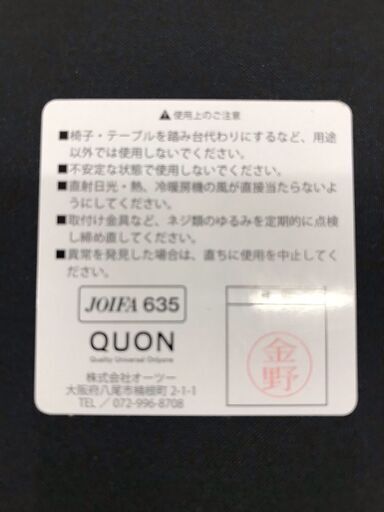 ⚠使用上のご注意
■椅子・テーブルを踏み台代わりにするなど、用途
以外では使用しないでください。
■不安定な状態で使用しないでください。
■直射日光・熱、冷暖房機の風が直接当たらないよ
うにしてください。
■取付け金具など、ネジ類のゆるみを定期的に点検
し締め直してください。
■異常を発見した場合は、直ちに使用を中止してく
ださい。
JOIFA 635
QUON
Quality Universal
株式会社オーツー
大阪府八尾市楠根町2-1-1
TEL / 072-996-8708
金野